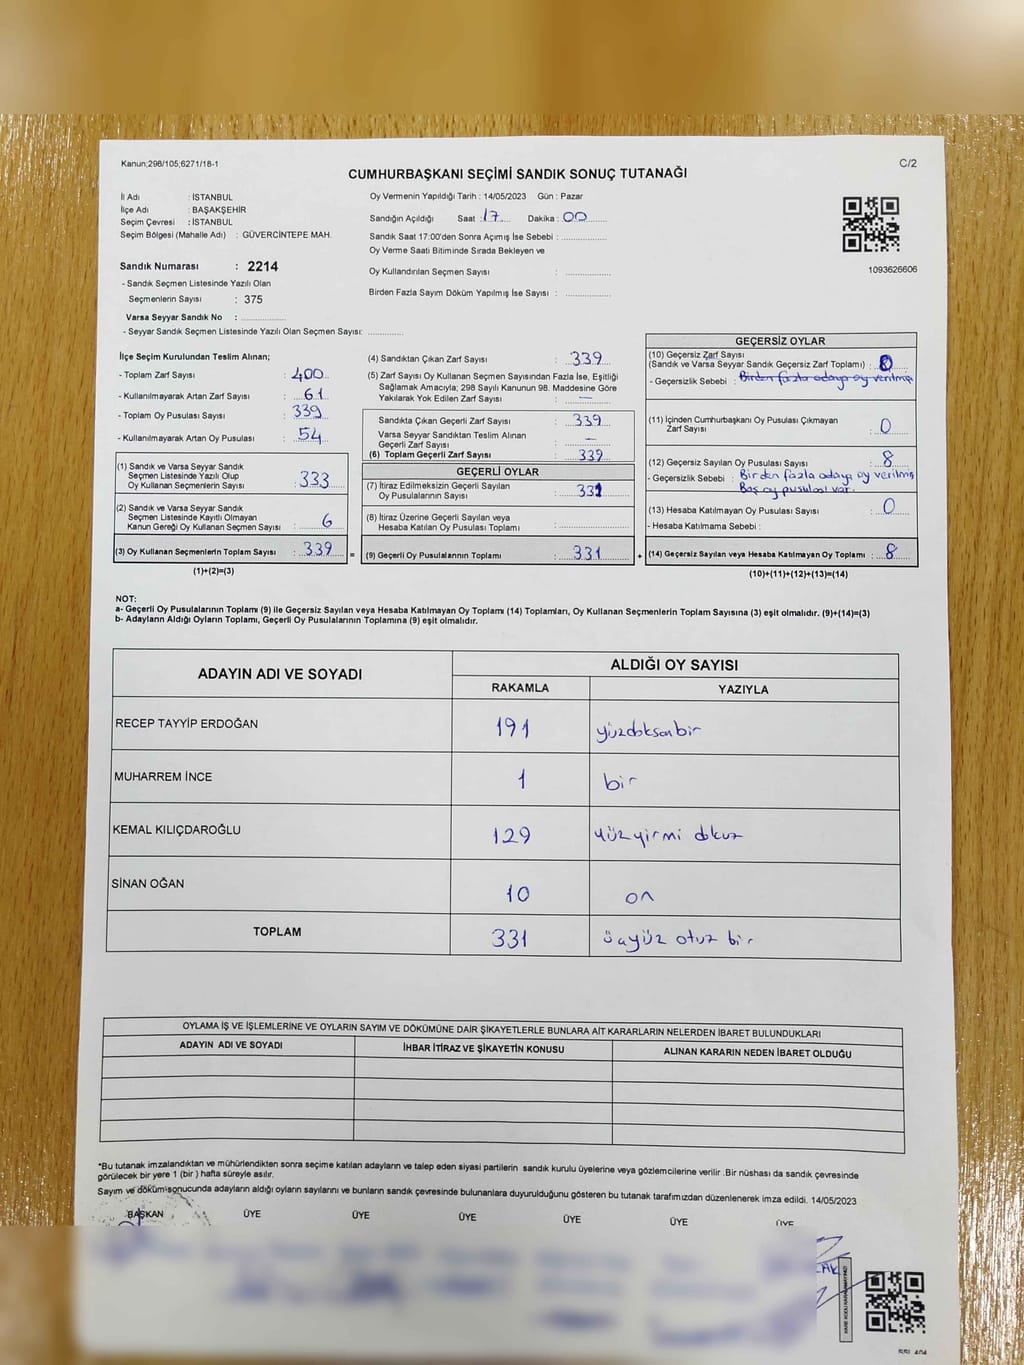 Kanun;298/105;6271/18-1
C/2
CUMHURBAŞKANI SEÇİMİ SANDIK SONUÇ TUTANAĞI
İl Adı : İSTANBUL
İlçe Adı : BAŞAKŞEHİR
Seçim Çevresi : İSTANBUL
Seçim Bölgesi (Mahalle Adı) : GÜVERCİNTEPE MAH.
Oy Vermenin Yapıldığı Tarih : 14/05/2023 Gün : Pazar
Sandığın Açıldığı Saat : 17 Dakika : 00
Sandık Saat 17:00'den Sonra Açımış İse Sebebi : ..................
Oy Verme Saati Bitiminde Sırada Bekleyen ve
Oy Kullandırılan Seçmen Sayısı : ..................
Birden Fazla Sayım Döküm Yapılmış İse Sayısı : ..................
1093626606
Sandık Numarası : 2214
- Sandık Seçmen Listesinde Yazılı Olan
Seçmenlerin Sayısı : 375
Varsa Seyyar Sandık No : ..................
- Seyyar Sandık Seçmen Listesinde Yazılı Olan Seçmen Sayısı: ..................
İlçe Seçim Kurulundan Teslim Alınan;
- Toplam Zarf Sayısı : 400
- Kullanılmayarak Artan Zarf Sayısı : 61
- Toplam Oy Pusulası Sayısı : 339
- Kullanılmayarak Artan Oy Pusulası : 54
(1) Sandık ve Varsa Seyyar Sandık
Seçmen Listesinde Yazılı Olup
Oy Kullanan Seçmenlerin Sayısı : 333
(2) Sandık ve Varsa Seyyar Sandık
Seçmen Listesinde Kayıtlı Olmayan
Kanun Gereği Oy Kullanan Seçmen Sayısı : 6
(3) Oy Kullanan Seçmenlerin Toplam Sayısı : 339 =
(1)+(2)=(3)
(4) Sandıktan Çıkan Zarf Sayısı : 339
(5) Zarf Sayısı Oy Kullanan Seçmen Sayısından Fazla İse, Eşitliği
Sağlamak Amacıyla; 298 Sayılı Kanunun 98. Maddesine Göre
Yakılarak Yok Edilen Zarf Sayısı : —
Sandıkta Çıkan Geçerli Zarf Sayısı : 339
Varsa Seyyar Sandıktan Teslim Alınan
Geçerli Zarf Sayısı : —
(6) Toplam Geçerli Zarf Sayısı : 339
GEÇERLİ OYLAR
(7) İtiraz Edilmeksizin Geçerli Sayılan
Oy Pusulalarının Sayısı : 331
(8) İtiraz Üzerine Geçerli Sayılan veya
Hesaba Katılan Oy Pusulası Toplamı : ..................
(9) Geçerli Oy Pusulalarının Toplamı : 331 +
GEÇERSİZ OYLAR
(10) Geçersiz Zarf Sayısı
(Sandık ve Varsa Seyyar Sandık Geçersiz Zarf Toplamı) : 0
- Geçersizlik Sebebi : Birden fazla adaya oy verilmiş
(11) İçinden Cumhurbaşkanı Oy Pusulası Çıkmayan
Zarf Sayısı : 0
(12) Geçersiz Sayılan Oy Pusulası Sayısı : 8
- Geçersizlik Sebebi : Birden fazla adaya oy verilmiş
Boş oy pusulası var.
(13) Hesaba Katılmayan Oy Pusulası Sayısı : 0
- Hesaba Katılmama Sebebi :
(14) Geçersiz Sayılan veya Hesaba Katılmayan Oy Toplamı : 8
(10)+(11)+(12)+(13)=(14)
NOT:
a- Geçerli Oy Pusulalarının Toplamı (9) ile Geçersiz Sayılan veya Hesaba Katılmayan Oy Toplamı (14) Toplamları, Oy Kullanan Seçmenlerin Toplam Sayısına (3) eşit olmalıdır. (9)+(14)=(3)
b- Adayların Aldığı Oyların Toplamı, Geçerli Oy Pusulalarının Toplamına (9) eşit olmalıdır.
ADAYIN ADI VE SOYADI
ALDIĞI OY SAYISI
RAKAMLA YAZIYLA
RECEP TAYYİP ERDOĞAN 191 yüzdoksanbir
MUHARREM İNCE 1 bir
KEMAL KILIÇDAROĞLU 129 yüzyirmi dokuz
SİNAN OĞAN 10 on
TOPLAM 331 üçyüz otuz bir
OYLAMA İŞ VE İŞLEMLERİNE VE OYLARIN SAYIM VE DÖKÜMÜNE DAİR ŞİKAYETLERLE BUNLARA AİT KARARLARIN NELERDEN İBARET BULUNDUKLARI
ADAYIN ADI VE SOYADI İHBAR İTİRAZ VE ŞİKAYETİN KONUSU ALINAN KARARIN NEDEN İBARET OLDUĞU
*Bu tutanak imzalandıktan ve mühürlendikten sonra seçime katılan adayların ve talep eden siyasi partilerin sandık kurulu üyelerine veya gözlemcilerine verilir .Bir nüshası da sandık çevresinde
görülecek bir yere 1 (bir) hafta süreyle asılır.
Sayım ve döküm sonucunda adayların aldığı oyların sayılarını ve bunların sandık çevresinde bulunanlara duyurulduğunu gösteren bu tutanak tarafımızdan düzenlenerek imza edildi. 14/05/2023
BAŞKAN ÜYE ÜYE ÜYE ÜYE ÜYE ÜYE